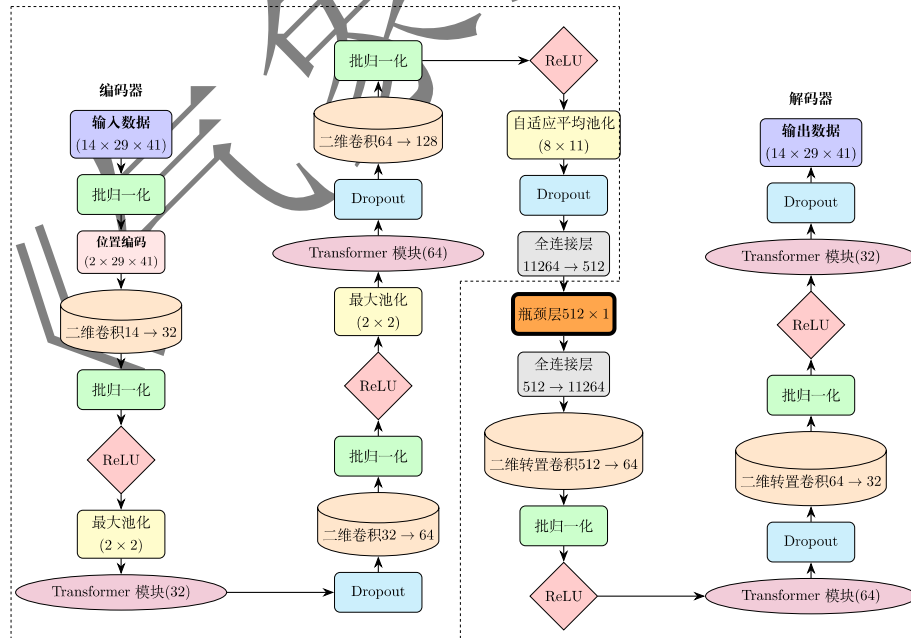 编码器
输入数据
(14 × 29 × 41)
批归一化
位置编码
(2 × 29 × 41)
二维卷积14 → 32
批归一化
ReLU
最大池化
(2 × 2)
Transformer 模块(32)
Dropout
二维卷积32 → 64
批归一化
ReLU
最大池化
(2 × 2)
Transformer 模块(64)
Dropout
二维卷积64 → 128
批归一化
ReLU
自适应平均池化
(8 × 11)
Dropout
全连接层
11264 → 512
瓶颈层512 × 1
全连接层
512 → 11264
二维转置卷积512 → 64
批归一化
ReLU
Transformer 模块(64)
Dropout
二维转置卷积64 → 32
批归一化
ReLU
Transformer 模块(32)
Dropout
输出数据
(14 × 29 × 41)
解码器